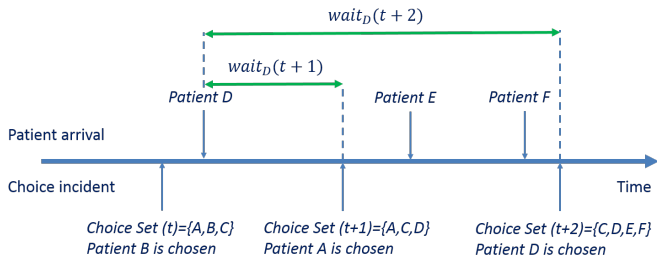 wait_D(t + 2)
wait_D(t + 1)
Patient D
Patient E
Patient F
Patient arrival
Choice incident
Time
Choice Set (t)={A,B,C}
Patient B is chosen
Choice Set (t+1)={A,C,D}
Patient A is chosen
Choice Set (t+2)={C,D,E,F}
Patient D is chosen